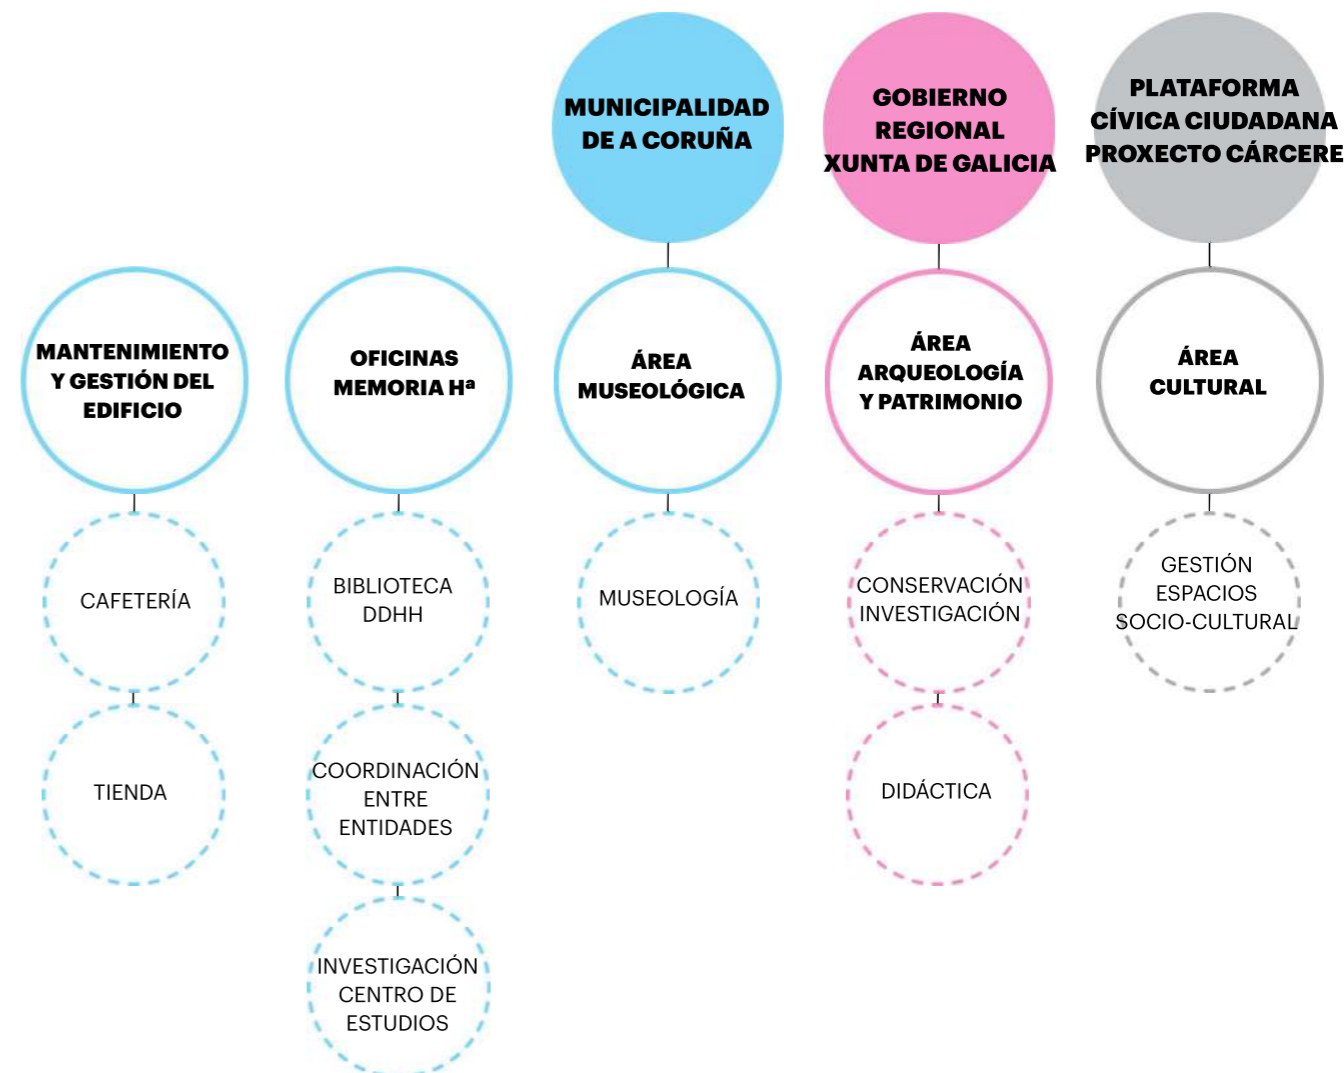 MUNICIPALIDAD
DE A CORUÑA
GOBIERNO
REGIONAL
XUNTA DE GALICIA
PLATAFORMA
CÍVICA CIUDADANA
PROXECTO CÁRCERE
MANTENIMIENTO
Y GESTIÓN DEL
EDIFICIO
OFICINAS
MEMORIA Hª
ÁREA
MUSEOLÓGICA
ÁREA
ARQUEOLOGÍA
Y PATRIMONIO
ÁREA
CULTURAL
CAFETERÍA
BIBLIOTECA
DDHH
MUSEOLOGÍA
CONSERVACIÓN
INVESTIGACIÓN
GESTIÓN
ESPACIOS
SOCIO-CULTURAL
TIENDA
COORDINACIÓN
ENTRE
ENTIDADES
DIDÁCTICA
INVESTIGACIÓN
CENTRO DE
ESTUDIOS